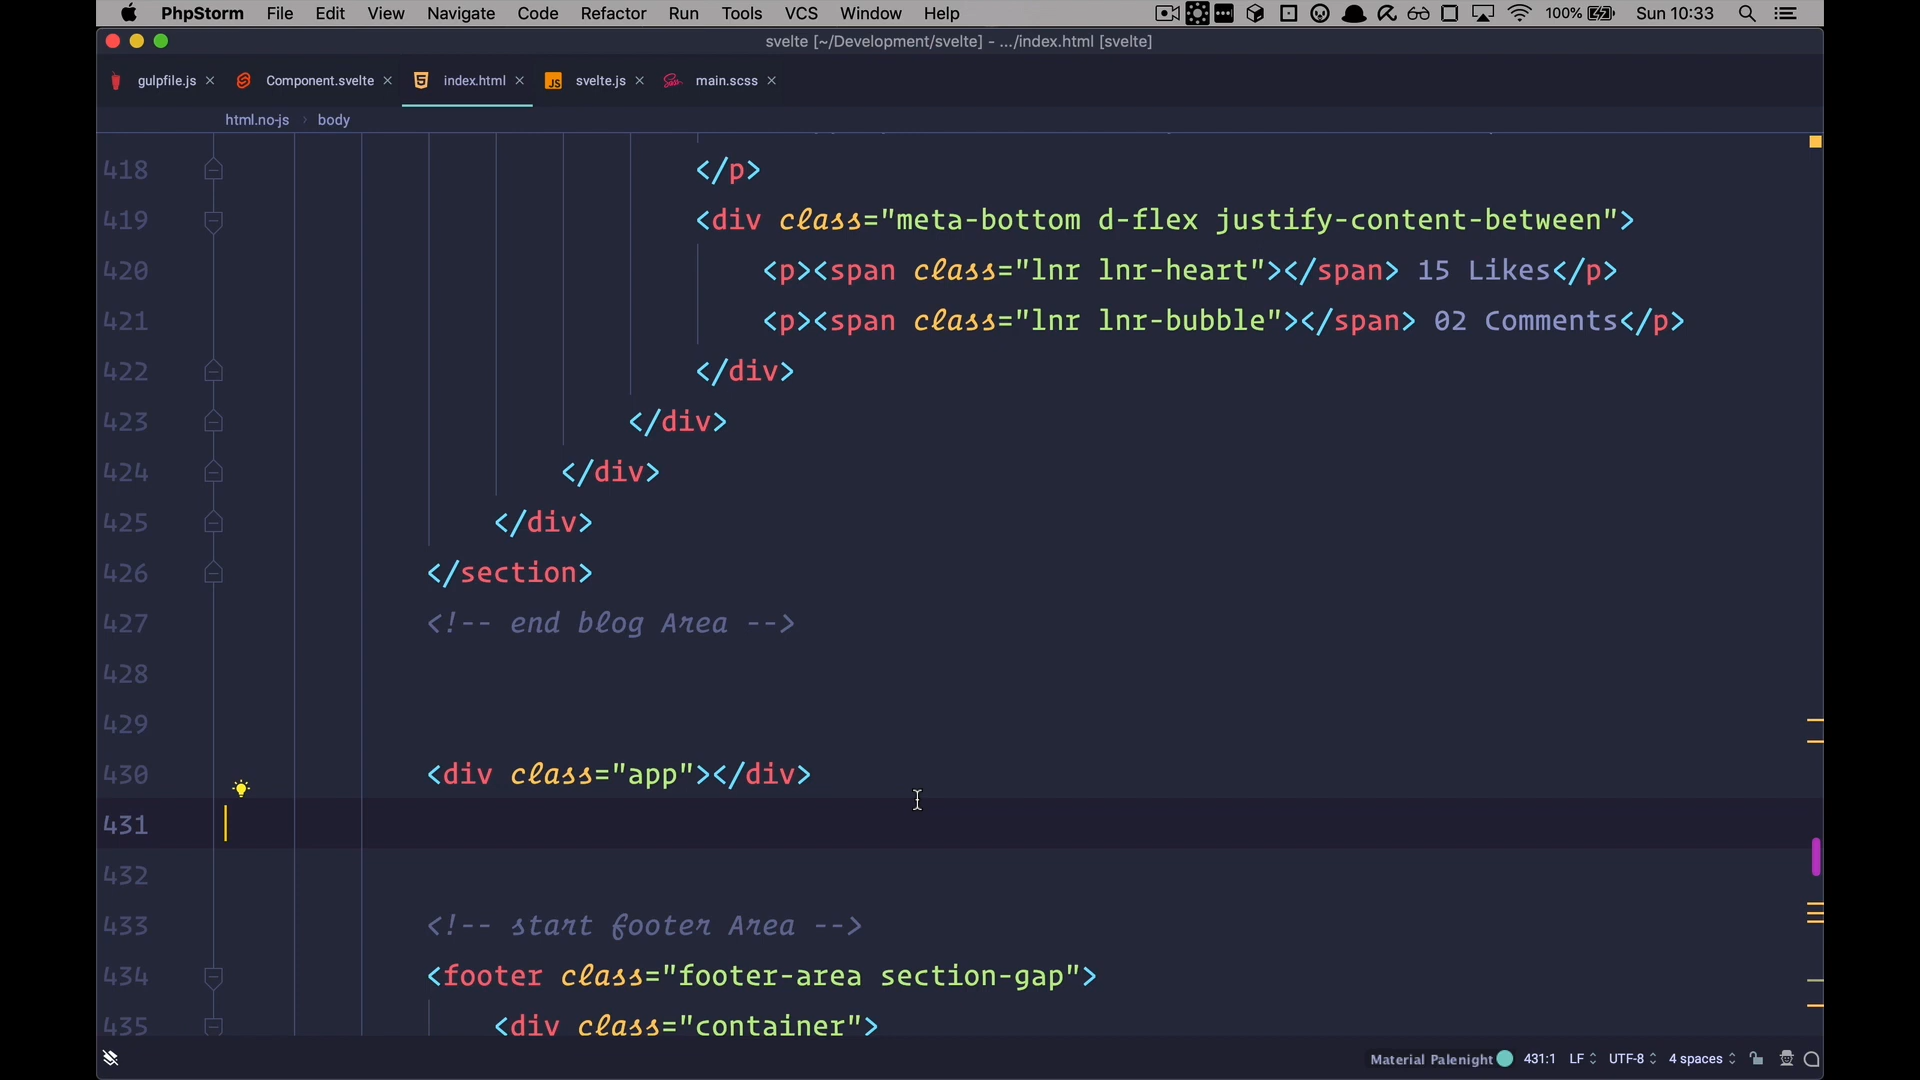 PhpStorm File Edit View Navigate Code Refactor Run Tools VCS Window Help 100% Sun 10:33
svelte [~/Development/svelte] - .../index.html [svelte]
gulpfile.js Component.svelte index.html svelte.js main.scss
html.no-js body
418 </p>
419 <div class="meta-bottom d-flex justify-content-between">
420 <p><span class="lnr lnr-heart"></span> 15 Likes</p>
421 <p><span class="lnr lnr-bubble"></span> 02 Comments</p>
422 </div>
423 </div>
424 </div>
425 </div>
426 </section>
427 <!-- end blog Area -->
428
429
430 <div class="app"></div>
431
432
433 <!-- start footer Area -->
434 <footer class="footer-area section-gap">
435 <div class="container">
Material Palenight 431:1 LF UTF-8 4 spaces